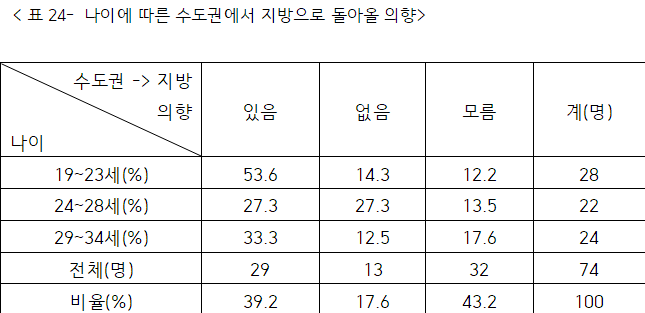 < 표 24- 나이에 따른 수도권에서 지방으로 돌아올 의향>
수도권 -> 지방
의향 있음 없음 모름 계(명)
나이
19~23세(%) 53.6 14.3 12.2 28
24~28세(%) 27.3 27.3 13.5 22
29~34세(%) 33.3 12.5 17.6 24
전체(명) 29 13 32 74
비율(%) 39.2 17.6 43.2 100